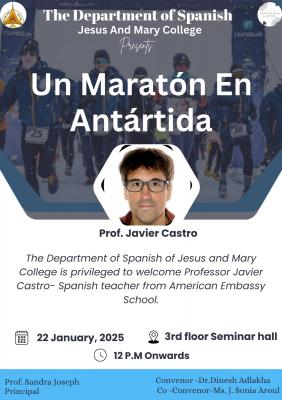 The Department of Spanish
Jesus And Mary College
Presents
Un Maratón En
Antártida
Prof. Javier Castro
The Department of Spanish of Jesus and Mary
College is privileged to welcome Professor Javier
Castro- Spanish teacher from American Embassy
School.
22 January, 2025
3rd floor Seminar hall
12 P.M Onwards
Prof. Sandra Joseph
Principal
Convenor -Dr.Dinesh Adlakha
Co -Convenor-Ms. J. Sonia Aroul